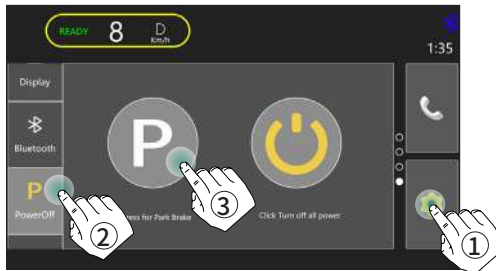 READY 8 D
Km/h
1:35
Display
Bluetooth
P
PowerOff
P
ress for Park Brake
Click Turn off all power
①
②
③